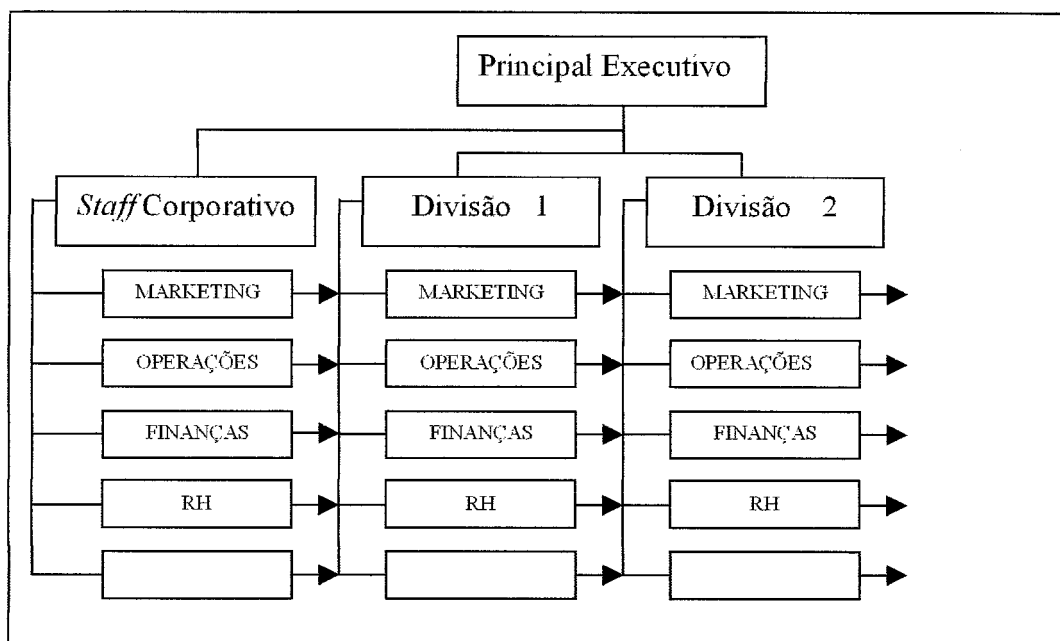 Principal Executivo
Staff Corporativo
Divisão 1
Divisão 2
MARKETING
MARKETING
MARKETING
OPERAÇÕES
OPERAÇÕES
OPERAÇÕES
FINANÇAS
FINANÇAS
FINANÇAS
RH
RH
RH